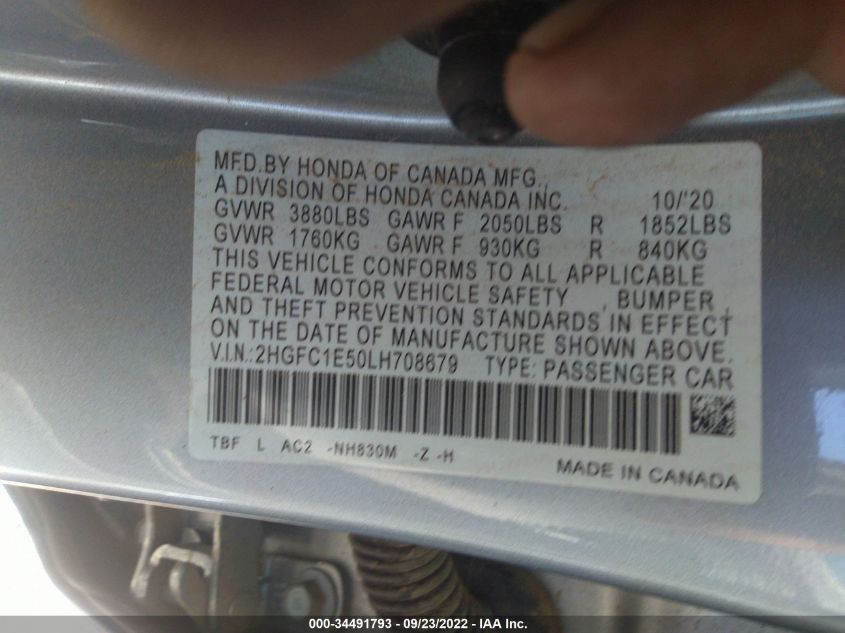 MFD.BY HONDA OF CANADA MFG.,
A DIVISION OF HONDA CANADA INC. 10/'20
GVWR 3880LBS GAWR F 2050LBS R 1852LBS
GVWR 1760KG GAWR F 930KG R 840KG
THIS VEHICLE CONFORMS TO ALL APPLICABLE
FEDERAL MOTOR VEHICLE SAFETY , BUMPER ,
AND THEFT PREVENTION STANDARDS IN EFFECT
ON THE DATE OF MANUFACTURE SHOWN ABOVE.
V.I.N.:2HGFC1E50LH708679 TYPE: PASSENGER CAR
TBF L AC2 -NH830M -Z -H
MADE IN CANADA
000-34491793 - 09/23/2022 - IAA Inc.